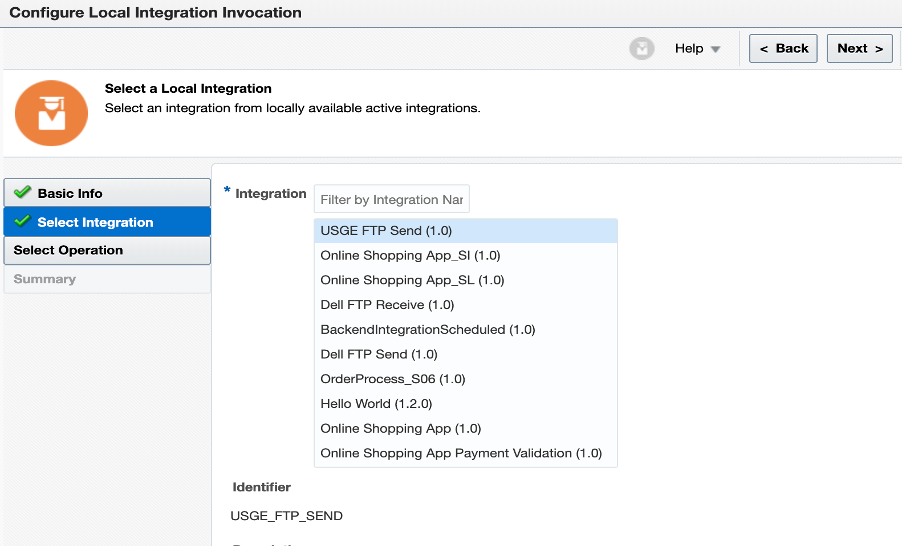 Configure Local Integration Invocation
Help
< Back
Next >
Select a Local Integration
Select an integration from locally available active integrations.
Basic Info
Select Integration
Select Operation
Summary
* Integration
Filter by Integration Nar
USGE FTP Send (1.0)
Online Shopping App_SI (1.0)
Online Shopping App_SL (1.0)
Dell FTP Receive (1.0)
BackendIntegrationScheduled (1.0)
Dell FTP Send (1.0)
OrderProcess_S06 (1.0)
Hello World (1.2.0)
Online Shopping App (1.0)
Online Shopping App Payment Validation (1.0)
Identifier
USGE_FTP_SEND